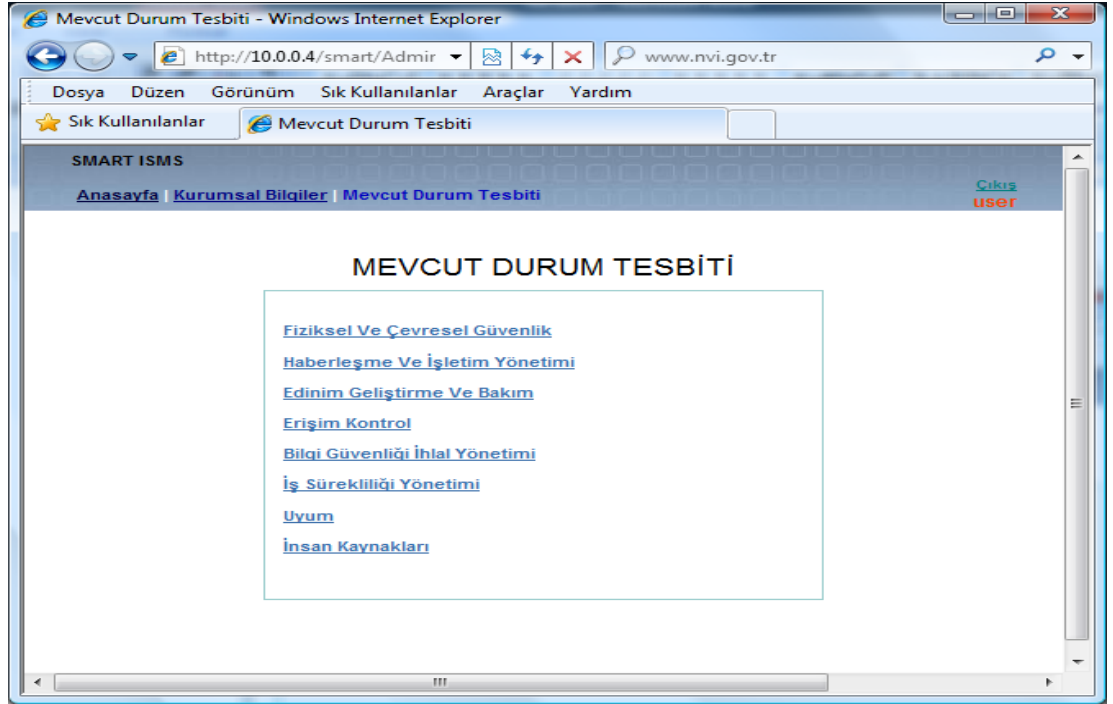 Mevcut Durum Tesbiti - Windows Internet Explorer
http://10.0.0.4/smart/Admir
www.nvi.gov.tr
Dosya Düzen Görünüm Sık Kullanılanlar Araçlar Yardım
Sık Kullanılanlar Mevcut Durum Tesbiti
SMART ISMS
Anasayfa | Kurumsal Bilgiler | Mevcut Durum Tesbiti
Çıkış
user
MEVCUT DURUM TESBİTİ
Fiziksel Ve Çevresel Güvenlik
Haberleşme Ve İşletim Yönetimi
Edinim Geliştirme Ve Bakım
Erişim Kontrol
Bilgi Güvenliği İhlal Yönetimi
İş Sürekliliği Yönetimi
Uyum
İnsan Kaynakları